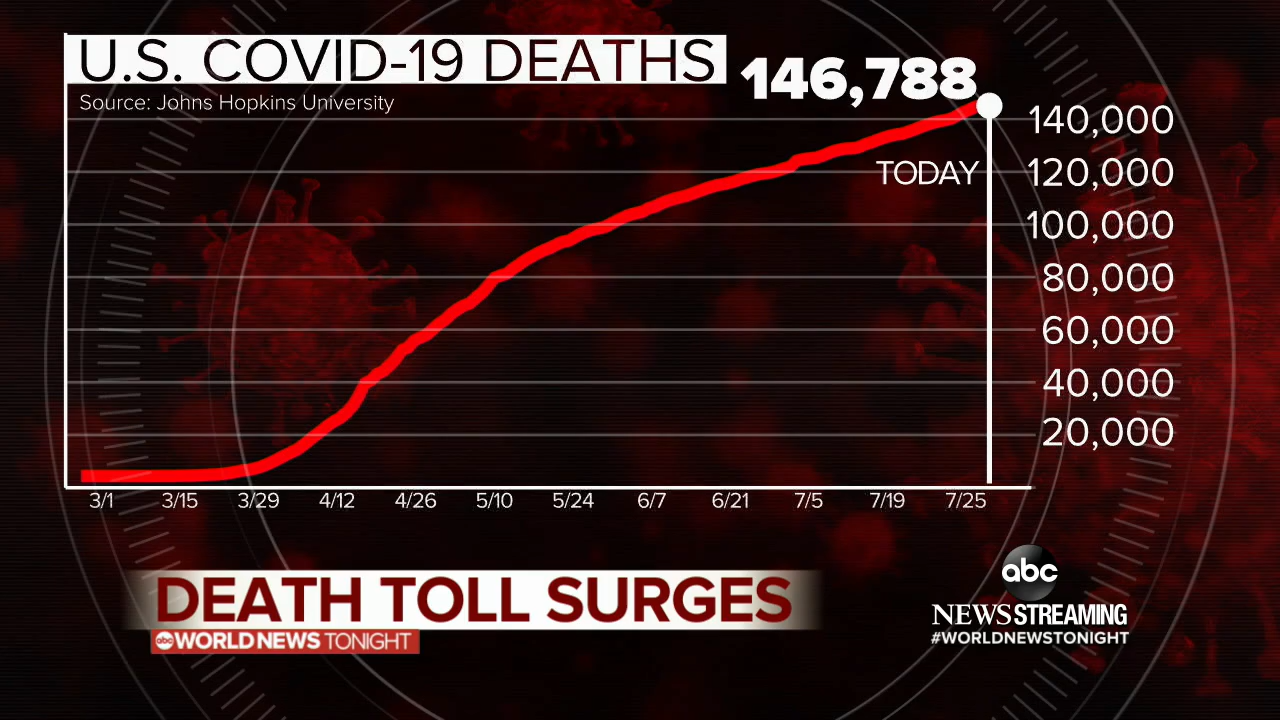 U.S. COVID-19 DEATHS
146,788
Source: Johns Hopkins University
140,000
TODAY
120,000
100,000
80,000
60,000
40,000
20,000
3/1 3/15 3/29 4/12 4/26 5/10 5/24 6/7 6/21 7/5 7/19 7/25
DEATH TOLL SURGES
abc WORLD NEWS TONIGHT
abc
NEWS STREAMING
#WORLDNEWSTONIGHT